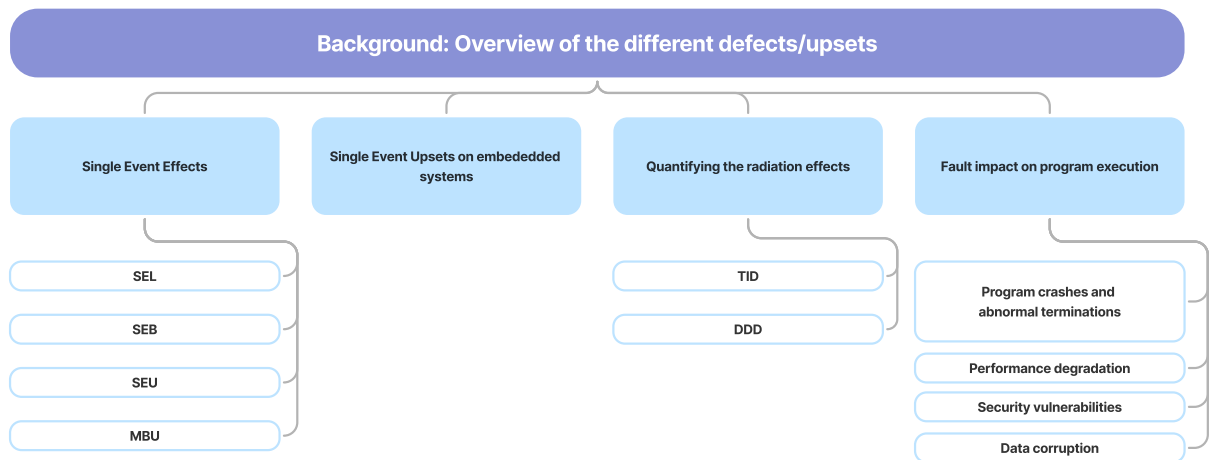 Background: Overview of the different defects/upsets
Single Event Effects
Single Event Upsets on embededded
systems
Quantifying the radiation effects
Fault impact on program execution
SEL
SEB
SEU
MBU
TID
DDD
Program crashes and
abnormal terminations
Performance degradation
Security vulnerabilities
Data corruption